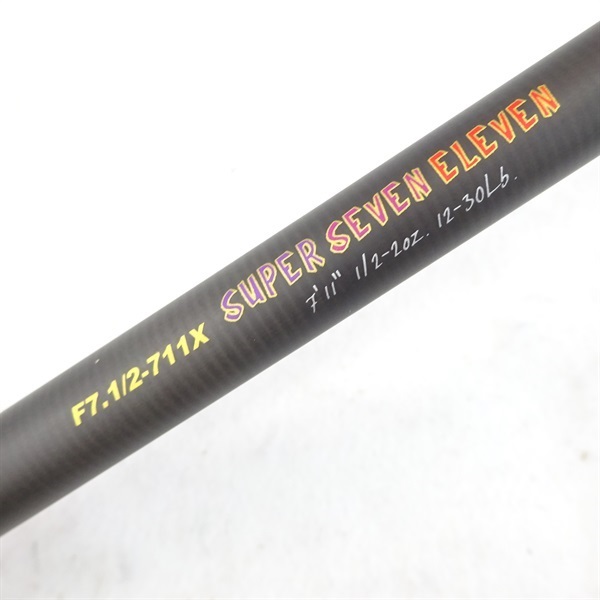 F7.1/2-711X SUPER SEVEN ELEVEN
7'11" 1/2-2oz. 12-30Lb.